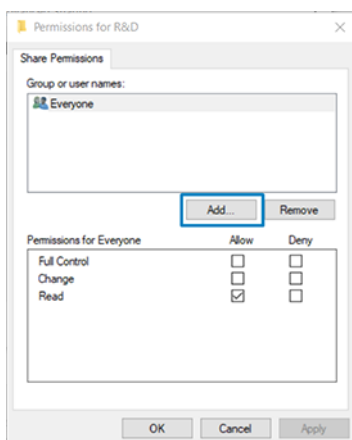 Permissions for R&D
Share Permissions
Group or user names:
Everyone
Add... Remove
Permissions for Everyone Allow Deny
Full Control
Change
Read
OK Cancel Apply